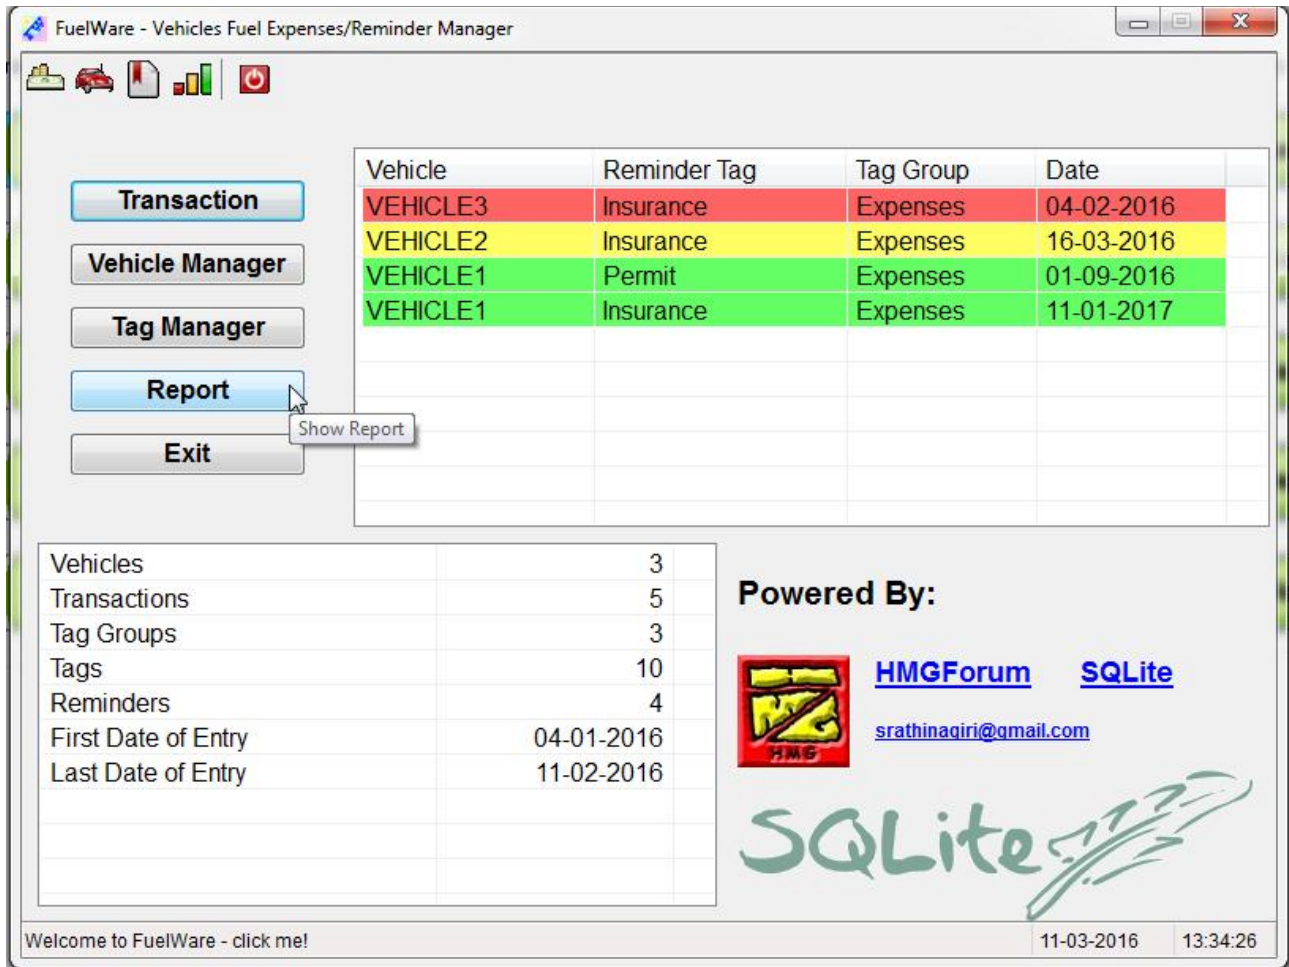 FuelWare - Vehicles Fuel Expenses/Reminder Manager
Transaction
Vehicle Manager
Tag Manager
Report
Show Report
Exit
Vehicle Reminder Tag Tag Group Date
VEHICLE3 Insurance Expenses 04-02-2016
VEHICLE2 Insurance Expenses 16-03-2016
VEHICLE1 Permit Expenses 01-09-2016
VEHICLE1 Insurance Expenses 11-01-2017
Vehicles 3
Transactions 5
Tag Groups 3
Tags 10
Reminders 4
First Date of Entry 04-01-2016
Last Date of Entry 11-02-2016
Powered By:
HMGForum SQLite
srathinagiri@gmail.com
HMG
HMG
SQLite
Welcome to FuelWare - click me! 11-03-2016 13:34:26